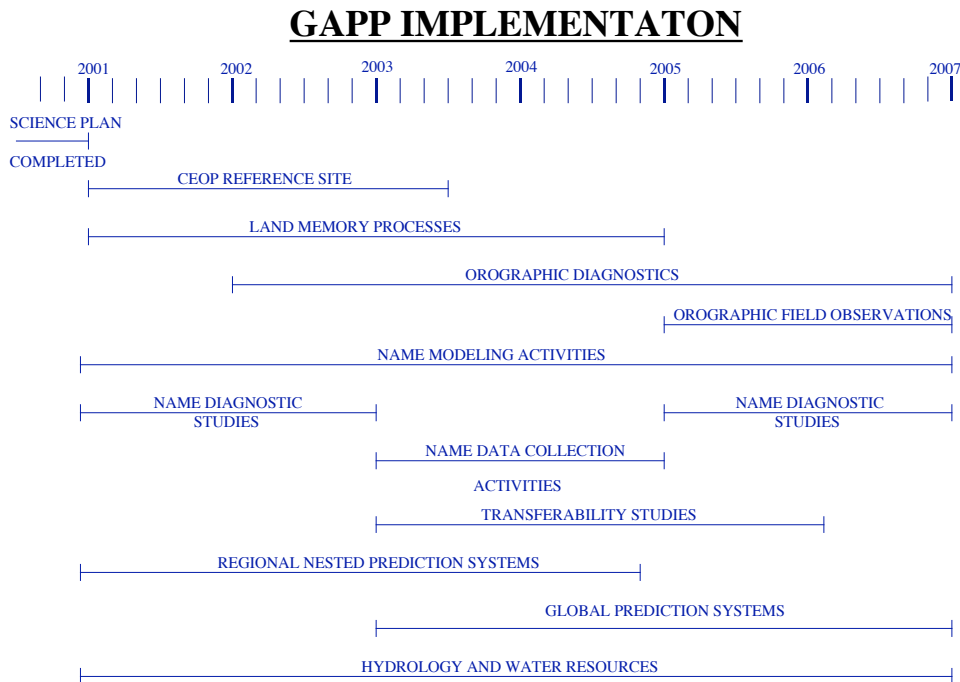 GAPP IMPLEMENTATON
2001 2002 2003 2004 2005 2006 2007
SCIENCE PLAN
COMPLETED
CEOP REFERENCE SITE
LAND MEMORY PROCESSES
OROGRAPHIC DIAGNOSTICS
OROGRAPHIC FIELD OBSERVATIONS
NAME MODELING ACTIVITIES
NAME DIAGNOSTIC
STUDIES
NAME DIAGNOSTIC
STUDIES
NAME DATA COLLECTION
ACTIVITIES
TRANSFERABILITY STUDIES
REGIONAL NESTED PREDICTION SYSTEMS
GLOBAL PREDICTION SYSTEMS
HYDROLOGY AND WATER RESOURCES